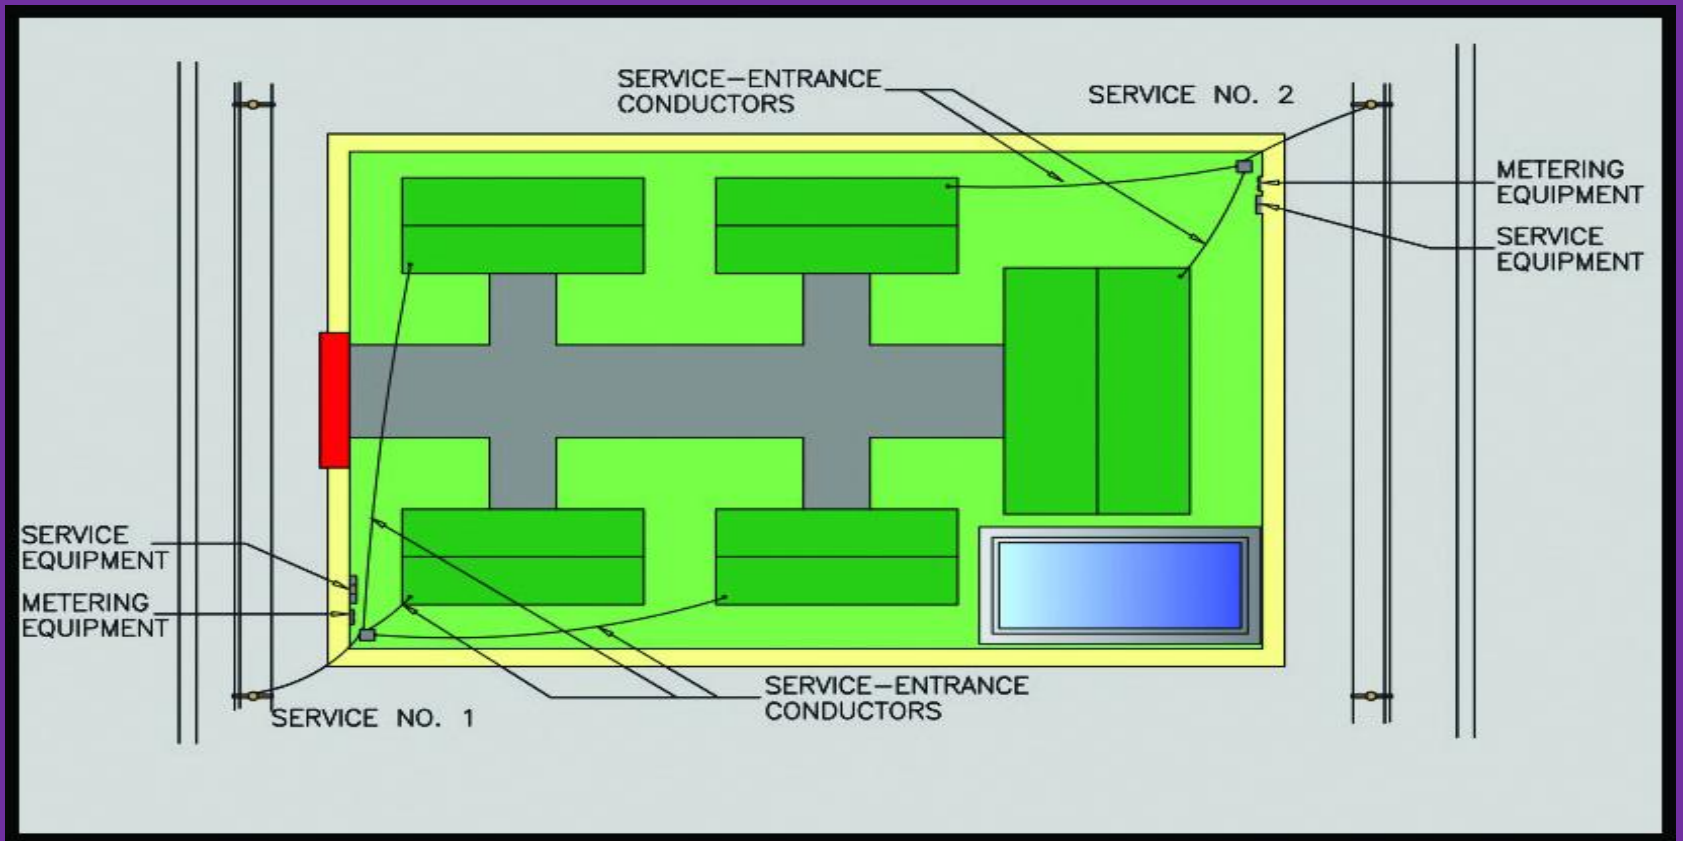 SERVICE-ENTRANCE
CONDUCTORS
SERVICE NO. 2
METERING
EQUIPMENT
SERVICE
EQUIPMENT
SERVICE
EQUIPMENT
METERING
EQUIPMENT
SERVICE-ENTRANCE
CONDUCTORS
SERVICE NO. 1